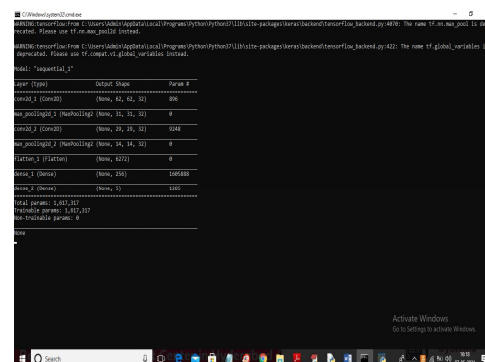 C:\Windows\system32\cmd.exe
WARNING:tensorflow:From C:\Users\Admin\AppData\Local\Programs\Python\Python37\lib\site-packages\keras\backend\tensorflow_backend.py:4070: The name tf.nn.max_pool is de
recated. Please use tf.nn.max_pool2d instead.
WARNING:tensorflow:From C:\Users\Admin\AppData\Local\Programs\Python\Python37\lib\site-packages\keras\backend\tensorflow_backend.py:422: The name tf.global_variables i
deprecated. Please use tf.compat.v1.global_variables instead.
Model: "sequential_1"
Layer (type) Output Shape Param #
conv2d_1 (Conv2D) (None, 62, 62, 32) 896
max_pooling2d_1 (MaxPooling2 (None, 31, 31, 32) 0
conv2d_2 (Conv2D) (None, 29, 29, 32) 9248
max_pooling2d_2 (MaxPooling2 (None, 14, 14, 32) 0
flatten_1 (Flatten) (None, 6272) 0
dense_1 (Dense) (None, 256) 1605888
dense_2 (Dense) (None, 5) 1285
Total params: 1,617,317
Trainable params: 1,617,317
Non-trainable params: 0
None
Activate Windows
Go to Settings to activate Windows.
Search
16:18